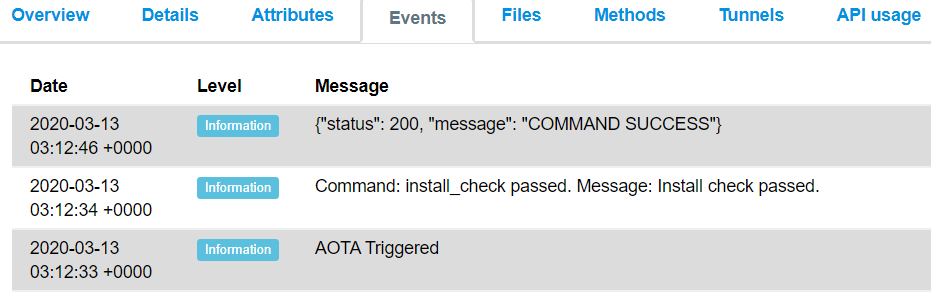 Overview Details Attributes Events Files Methods Tunnels API usage
Date Level Message
2020-03-13 Information {"status": 200, "message": "COMMAND SUCCESS"}
03:12:46 +0000
2020-03-13 Information Command: install_check passed. Message: Install check passed.
03:12:34 +0000
2020-03-13 Information AOTA Triggered
03:12:33 +0000